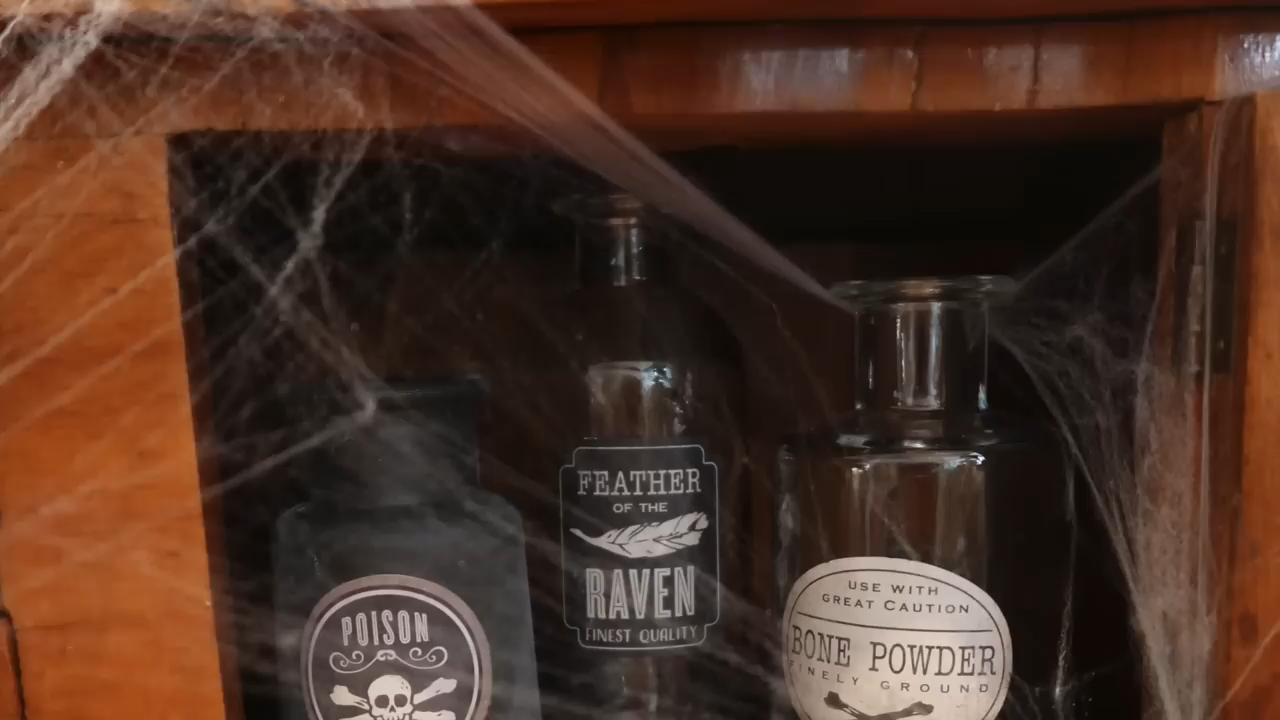 POISON
FEATHER
OF THE
RAVEN
FINEST QUALITY
USE WITH
GREAT CAUTION
BONE POWDER
FINELY GROUND